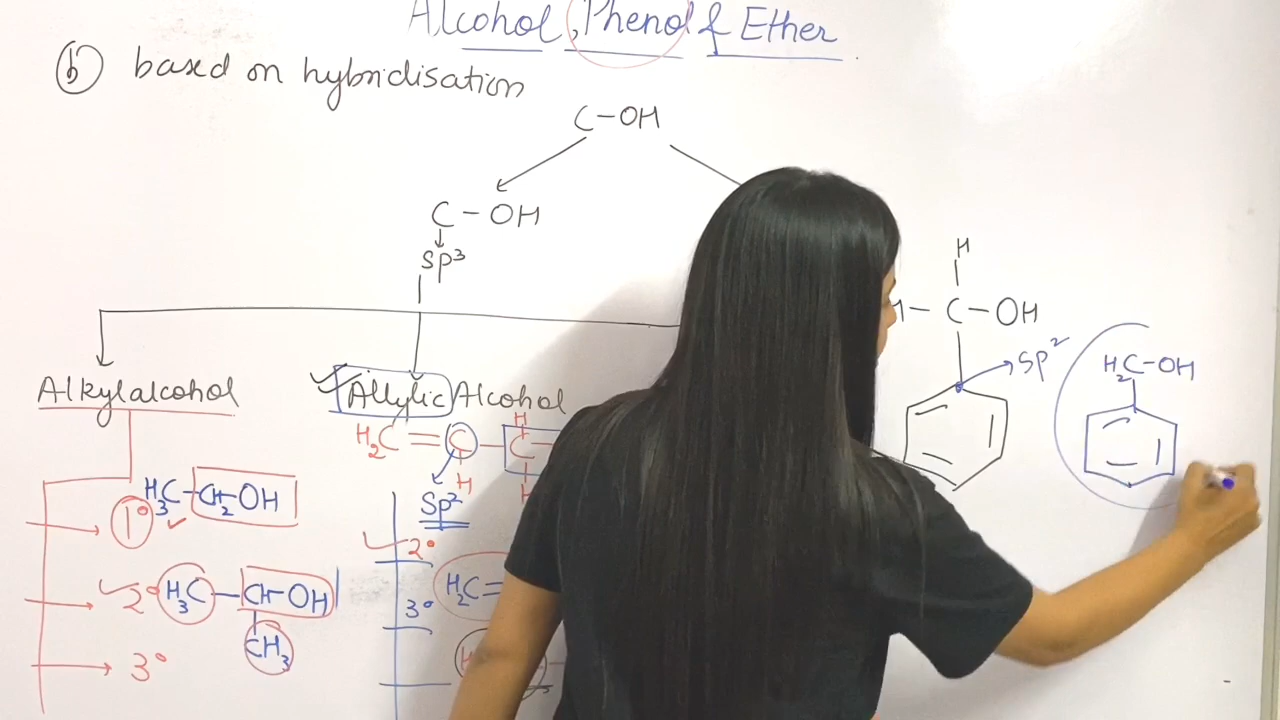 Alcohol, Phenol & Ether
(b) based on hybridisation
C-OH
C-OH
SP³
Alkylalcohol
Allylic Alcohol
H₃C-CH₂OH
1°
2° H₃C-CH-OH
CH₃
3°
H
H₂C=C-C
H
H
SP²
2°
3°
H₂C=
H
C-OH
SP²
H₂C-OH